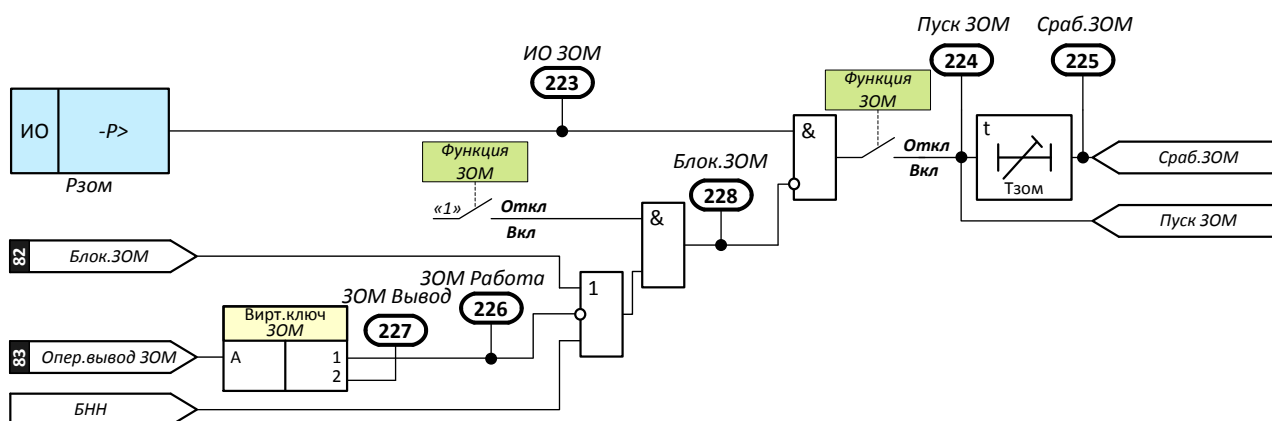 Пуск ЗОМ
Сраб.ЗОМ
ИО ЗОМ
224
225
223
Функция
ЗОМ
ИО
-P>
&
t
Откл
Вкл
Тзом
Сраб.ЗОМ
Рзом
Функция
ЗОМ
Блок.ЗОМ
228
«1»
Откл
Вкл
&
Пуск ЗОМ
82
Блок.ЗОМ
ЗОМ Работа
1
ЗОМ Вывод
226
Вирт.ключ
ЗОМ
227
83
Опер.вывод ЗОМ
A
1
2
БНН